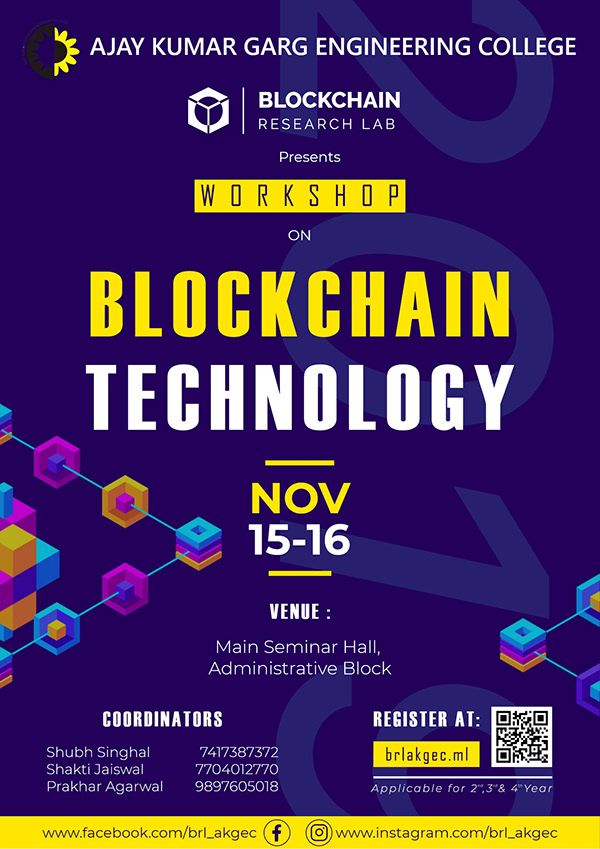 AJAY KUMAR GARG ENGINEERING COLLEGE
BLOCKCHAIN
RESEARCH LAB
Presents
WORKSHOP
ON
BLOCKCHAIN
TECHNOLOGY
2019
NOV
15-16
VENUE :
Main Seminar Hall,
Administrative Block
COORDINATORS
Shubh Singhal 7417387372
Shakti Jaiswal 7704012770
Prakhar Agarwal 9897605018
REGISTER AT:
brlakgec.ml
Applicable for 2nd,3rd& 4th Year
www.facebook.com/brl_akgec
www.instagram.com/brl_akgec